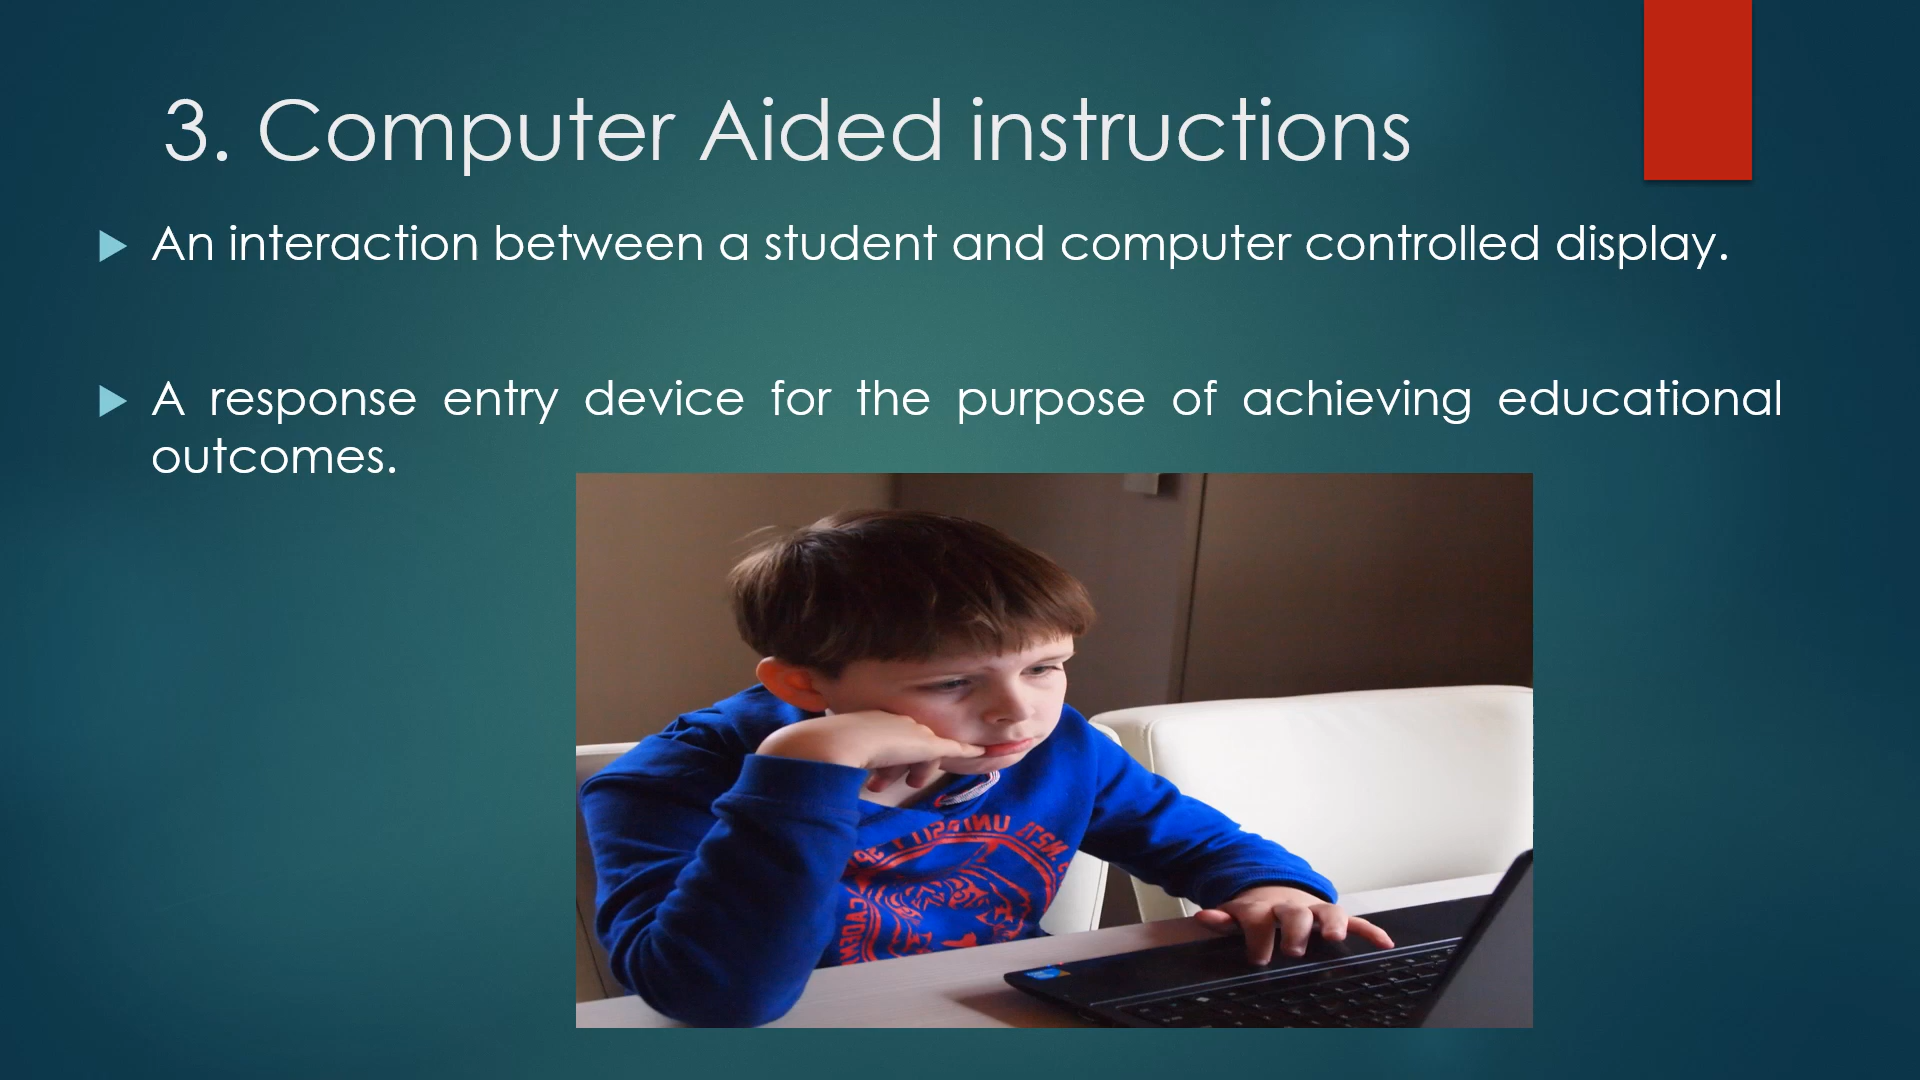 3. Computer Aided instructions
An interaction between a student and computer controlled display.
A response entry device for the purpose of achieving educational
outcomes.